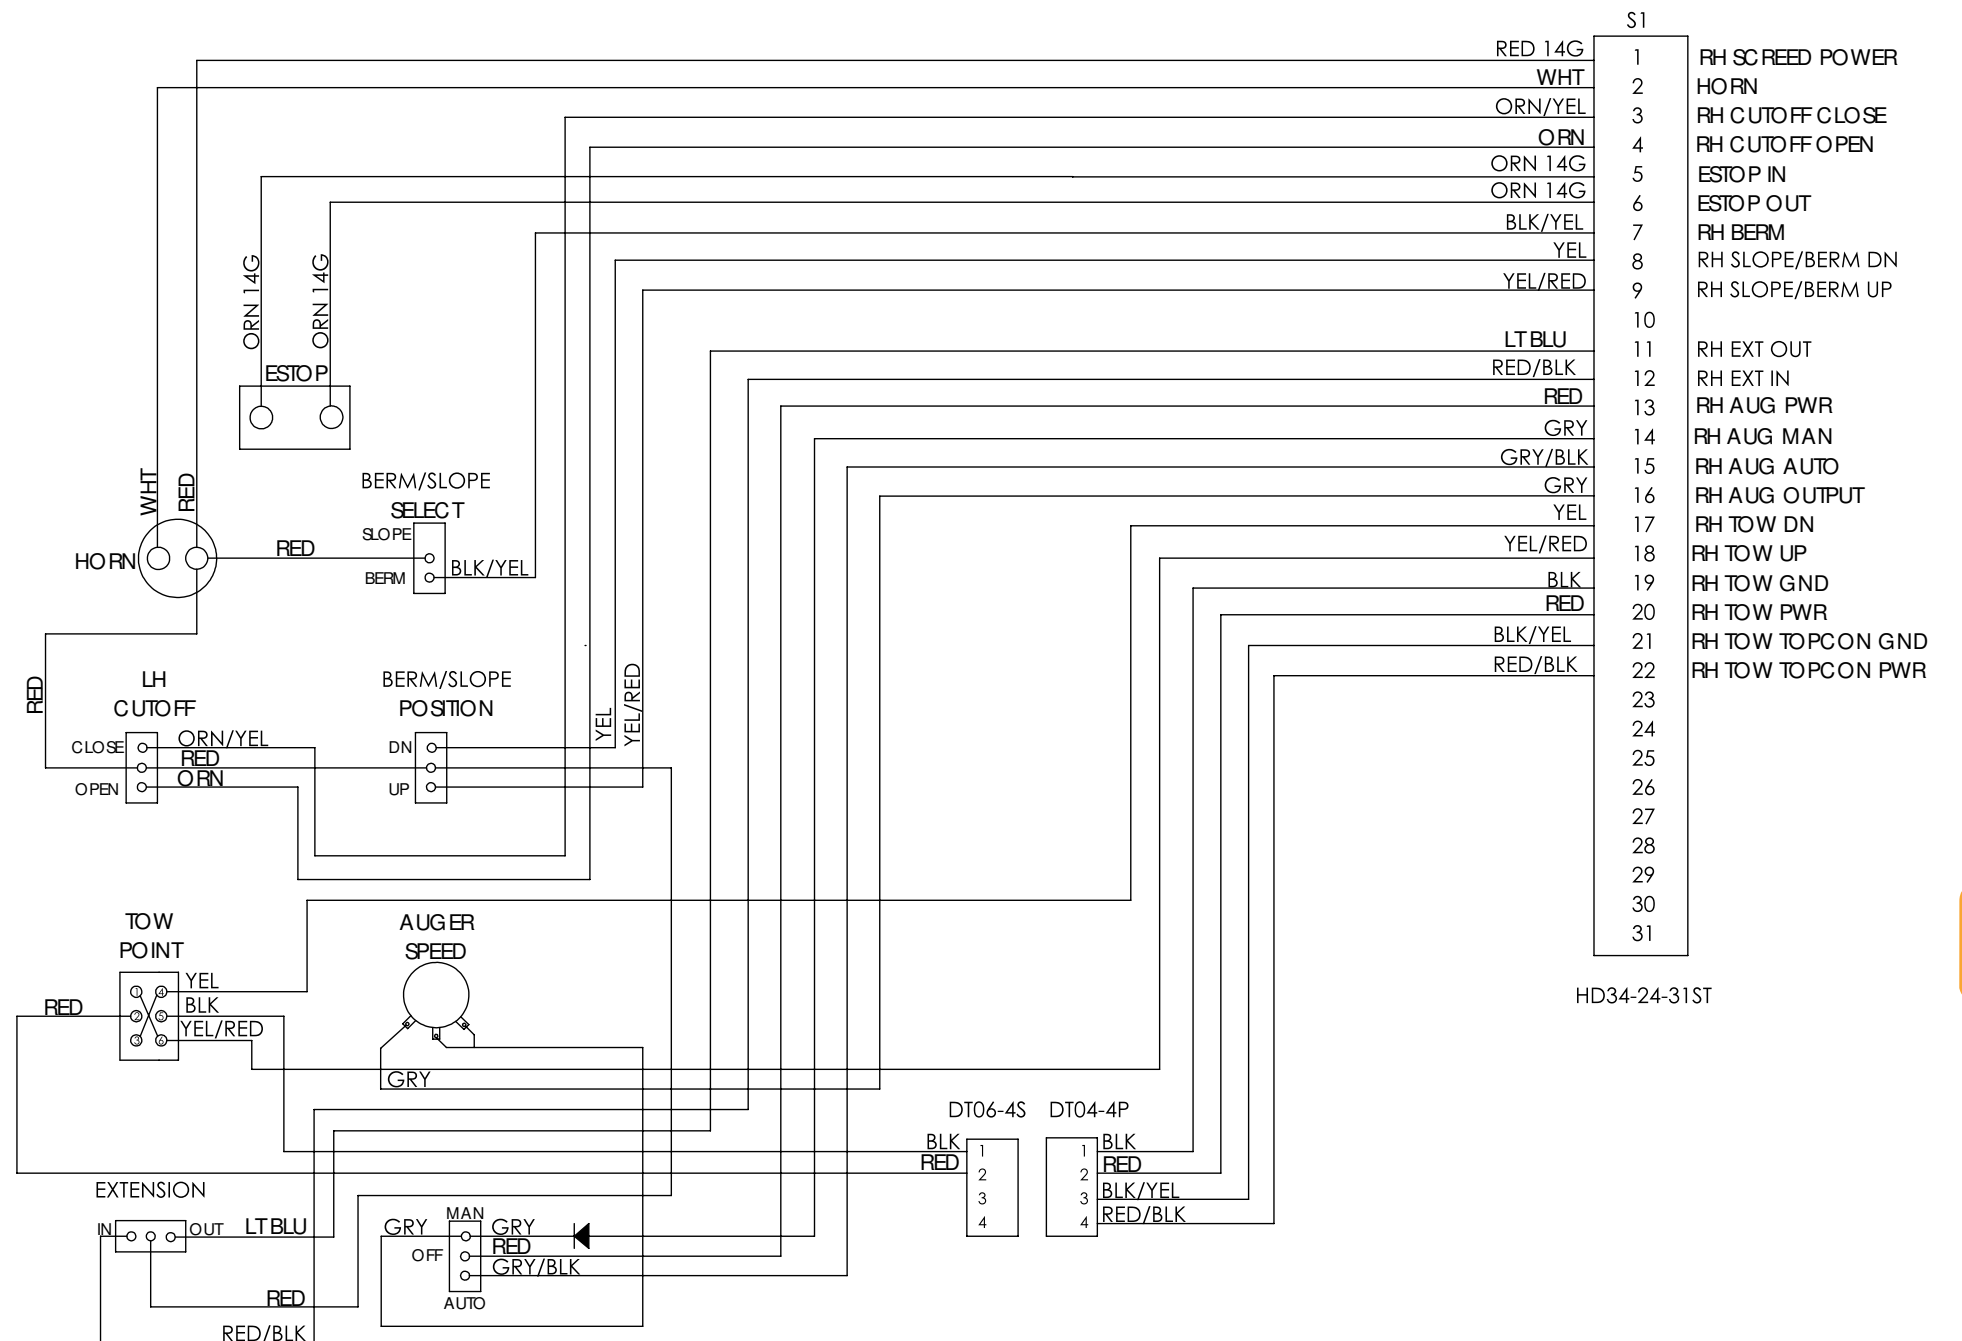 S1
RED 14G 1 RH SCREED POWER
WHT 2 HORN
ORN/YEL 3 RH CUTOFF CLOSE
ORN 4 RH CUTOFF OPEN
ORN 14G 5 ESTOP IN
ORN 14G 6 ESTOP OUT
BLK/YEL 7 RH BERM
YEL 8 RH SLOPE/BERM DN
YEL/RED 9 RH SLOPE/BERM UP
10
LT BLU 11 RH EXT OUT
RED/BLK 12 RH EXT IN
RED 13 RH AUG PWR
GRY 14 RH AUG MAN
GRY/BLK 15 RH AUG AUTO
GRY 16 RH AUG OUTPUT
YEL 17 RH TOW DN
YEL/RED 18 RH TOW UP
BLK 19 RH TOW GND
RED 20 RH TOW PWR
BLK/YEL 21 RH TOW TOPCON GND
RED/BLK 22 RH TOW TOPCON PWR
23
24
25
26
27
28
29
30
31
HD34-24-31ST
ORN 14G
ORN 14G
ESTOP
WHT
RED
HORN
RED
BERM/SLOPE
SELECT
SLOPE
BERM
BLK/YEL
RED
LH
CUTOFF
CLOSE
OPEN
ORN/YEL
RED
ORN
BERM/SLOPE
POSITION
DN
UP
YEL
YEL/RED
TOW
POINT
RED
1 4
2 5
3 6
YEL
BLK
YEL/RED
AUGER
SPEED
GRY
DT06-4S
BLK 1
RED 2
3
4
DT04-4P
1 BLK
2 RED
3 BLK/YEL
4 RED/BLK
EXTENSION
IN
OUT
LT BLU
RED
RED/BLK
MAN
GRY
GRY
OFF
RED
GRY/BLK
AUTO